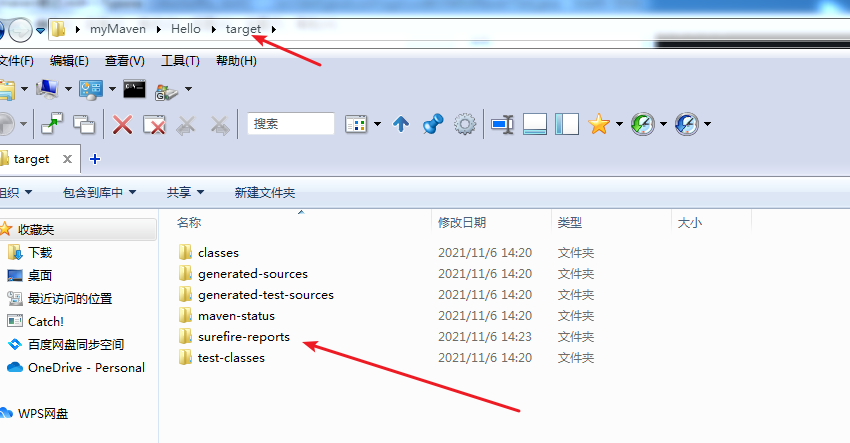 myMaven Hello target
文件(F) 编辑(E) 查看(V) 工具(T) 帮助(H)
搜索
target
组织 包含到库中 共享 新建文件夹
名称 修改日期 类型 大小
收藏夹
下载
桌面
最近访问的位置
Catch!
百度网盘同步空间
OneDrive - Personal
WPS网盘
classes 2021/11/6 14:20 文件夹
generated-sources 2021/11/6 14:20 文件夹
generated-test-sources 2021/11/6 14:20 文件夹
maven-status 2021/11/6 14:20 文件夹
surefire-reports 2021/11/6 14:23 文件夹
test-classes 2021/11/6 14:20 文件夹